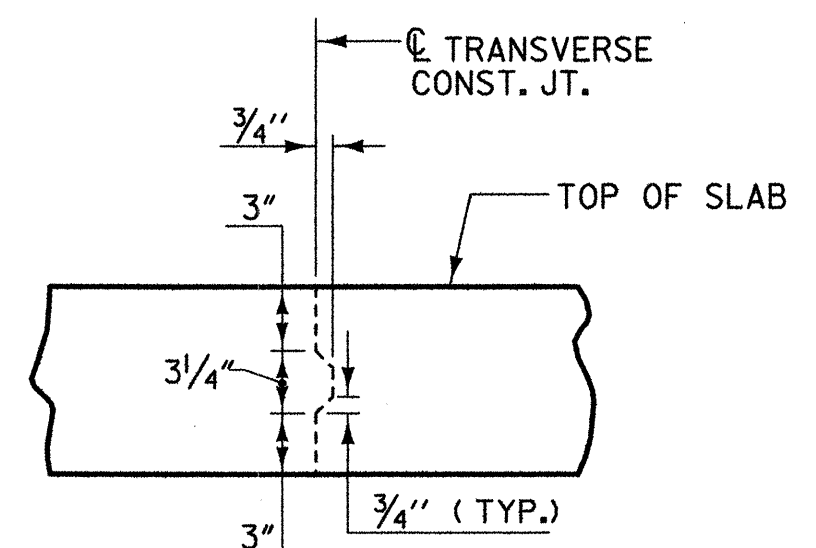 ℄ TRANSVERSE
CONST. JT.
3/4"
3"
TOP OF SLAB
3 1/4"
3/4" (TYP.)
3"